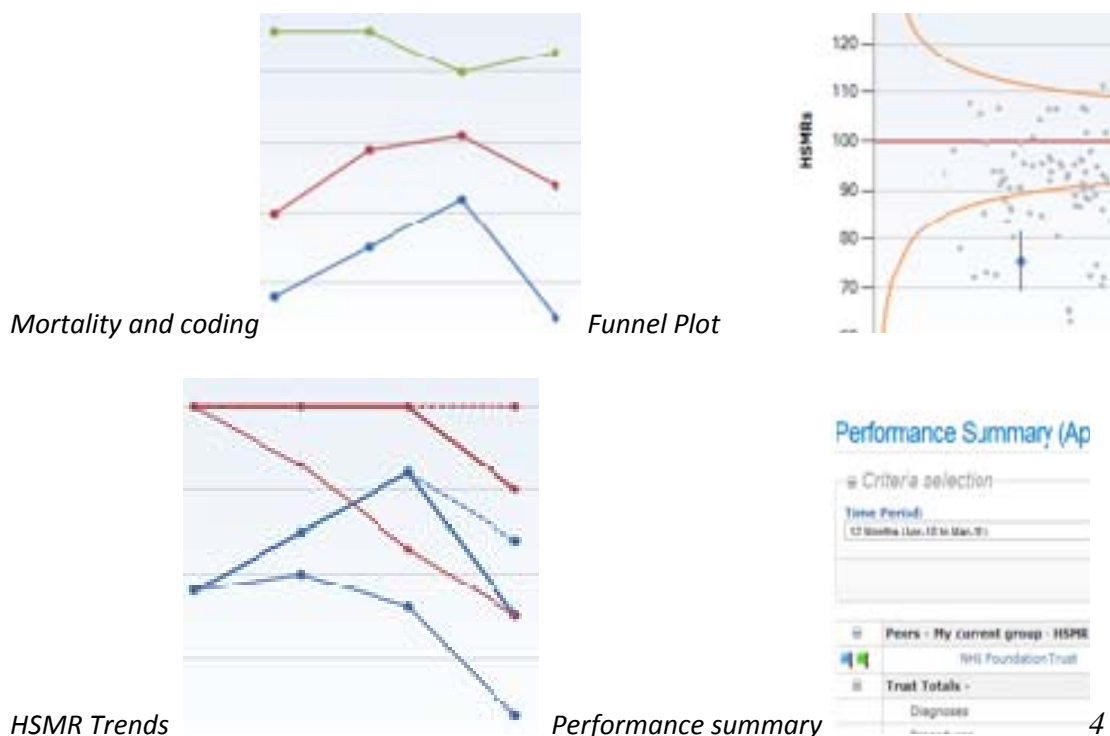 120
110
100
90
80
70
HSMRs
Mortality and coding
Funnel Plot
Performance Summary (Ap
Criteria selection
Time Period:
Peers - My current group - HSMR
NHS Foundation Trust
Trust Totals -
Diagnoses
HSMR Trends
Performance summary
4